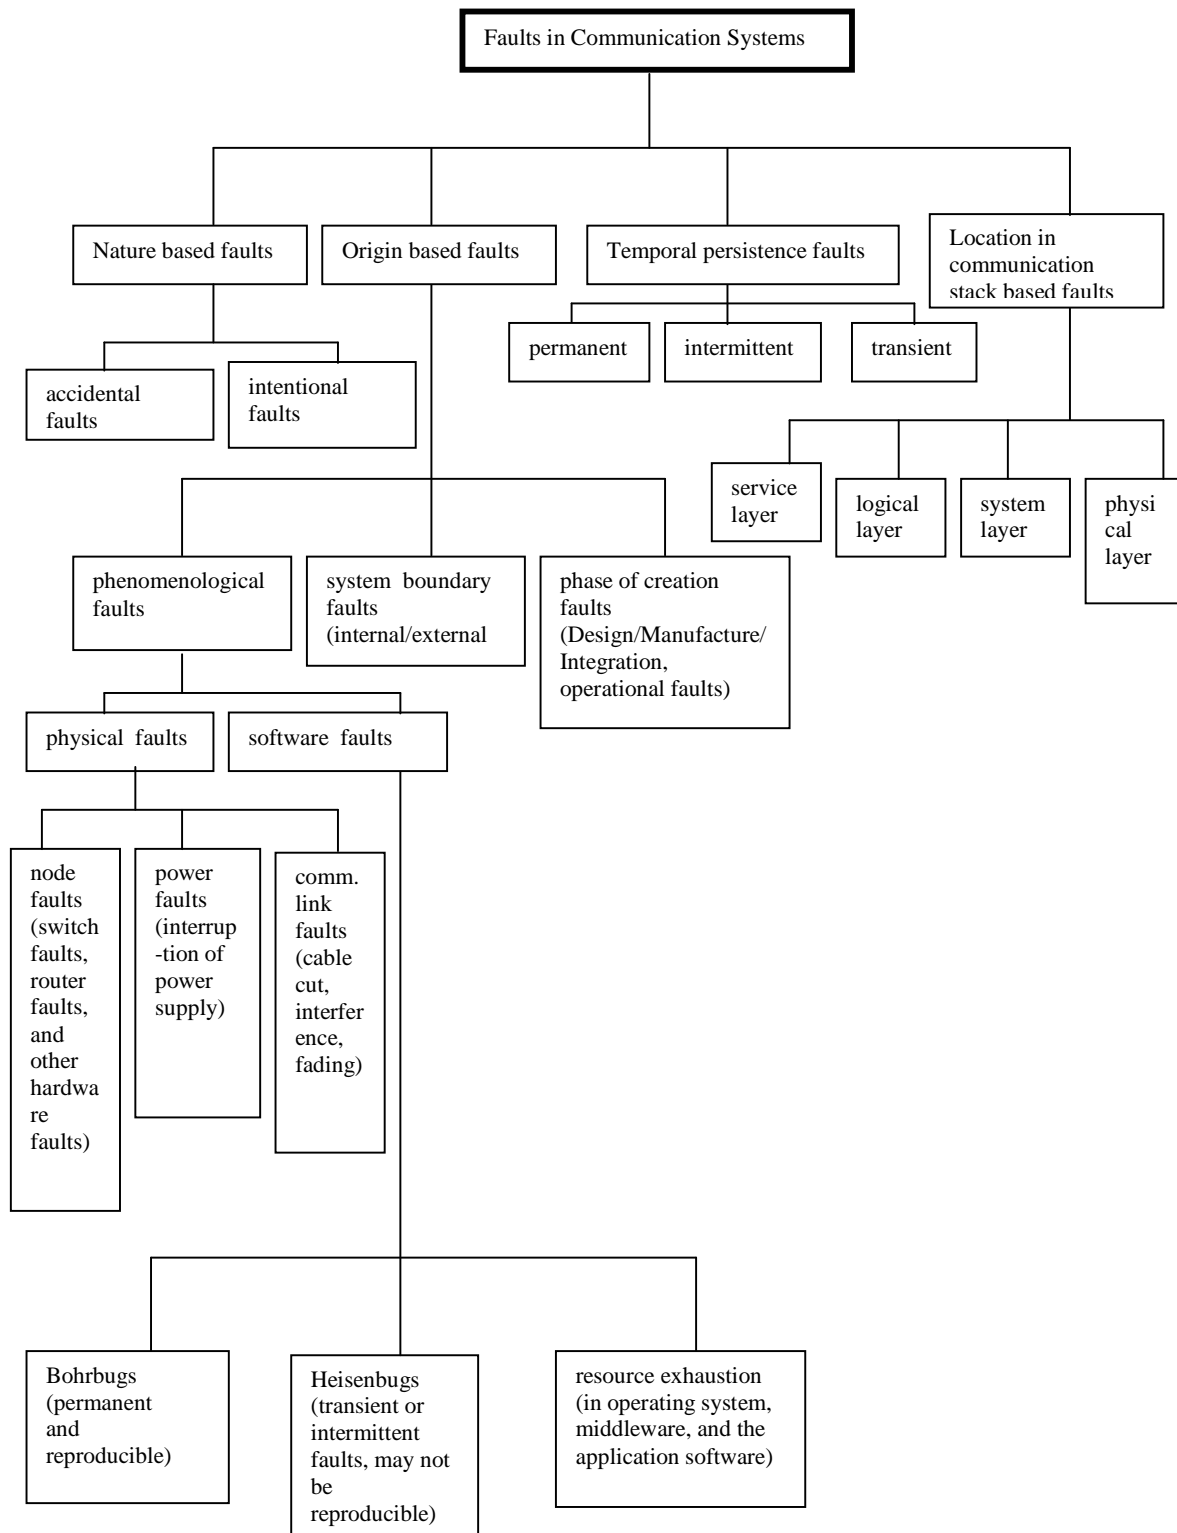 Faults in Communication Systems
Nature based faults
Origin based faults
Temporal persistence faults
Location in
communication
stack based faults
permanent
intermittent
transient
accidental
faults
intentional
faults
service
layer
logical
layer
system
layer
physi
cal
layer
phenomenological
faults
system boundary
faults
(internal/external
phase of creation
faults
(Design/Manufacture/
Integration,
operational faults)
physical faults
software faults
node
faults
(switch
faults,
router
faults,
and
other
hardwa
re
faults)
power
faults
(interrup
-tion of
power
supply)
comm.
link
faults
(cable
cut,
interfer
ence,
fading)
Bohrbugs
(permanent
and
reproducible)
Heisenbugs
(transient or
intermittent
faults, may not
be
reproducible)
resource exhaustion
(in operating system,
middleware, and the
application software)